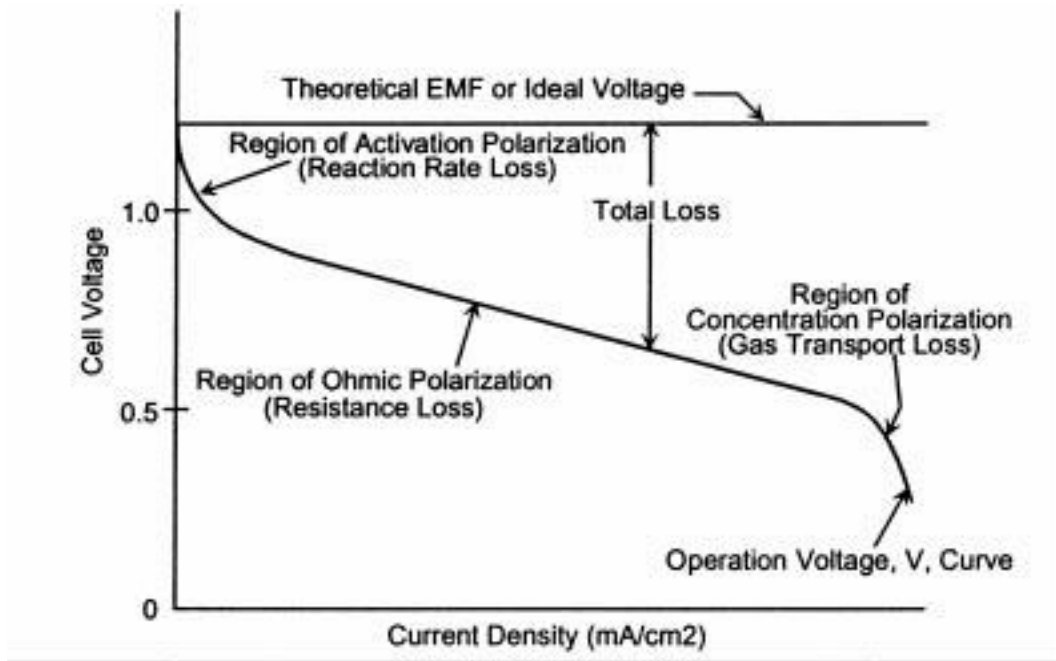 Theoretical EMF or Ideal Voltage
Region of Activation Polarization
(Reaction Rate Loss)
1.0
Total Loss
Cell Voltage
Region of
Concentration Polarization
(Gas Transport Loss)
Region of Ohmic Polarization
(Resistance Loss)
0.5
Operation Voltage, V, Curve
0
Current Density (mA/cm2)